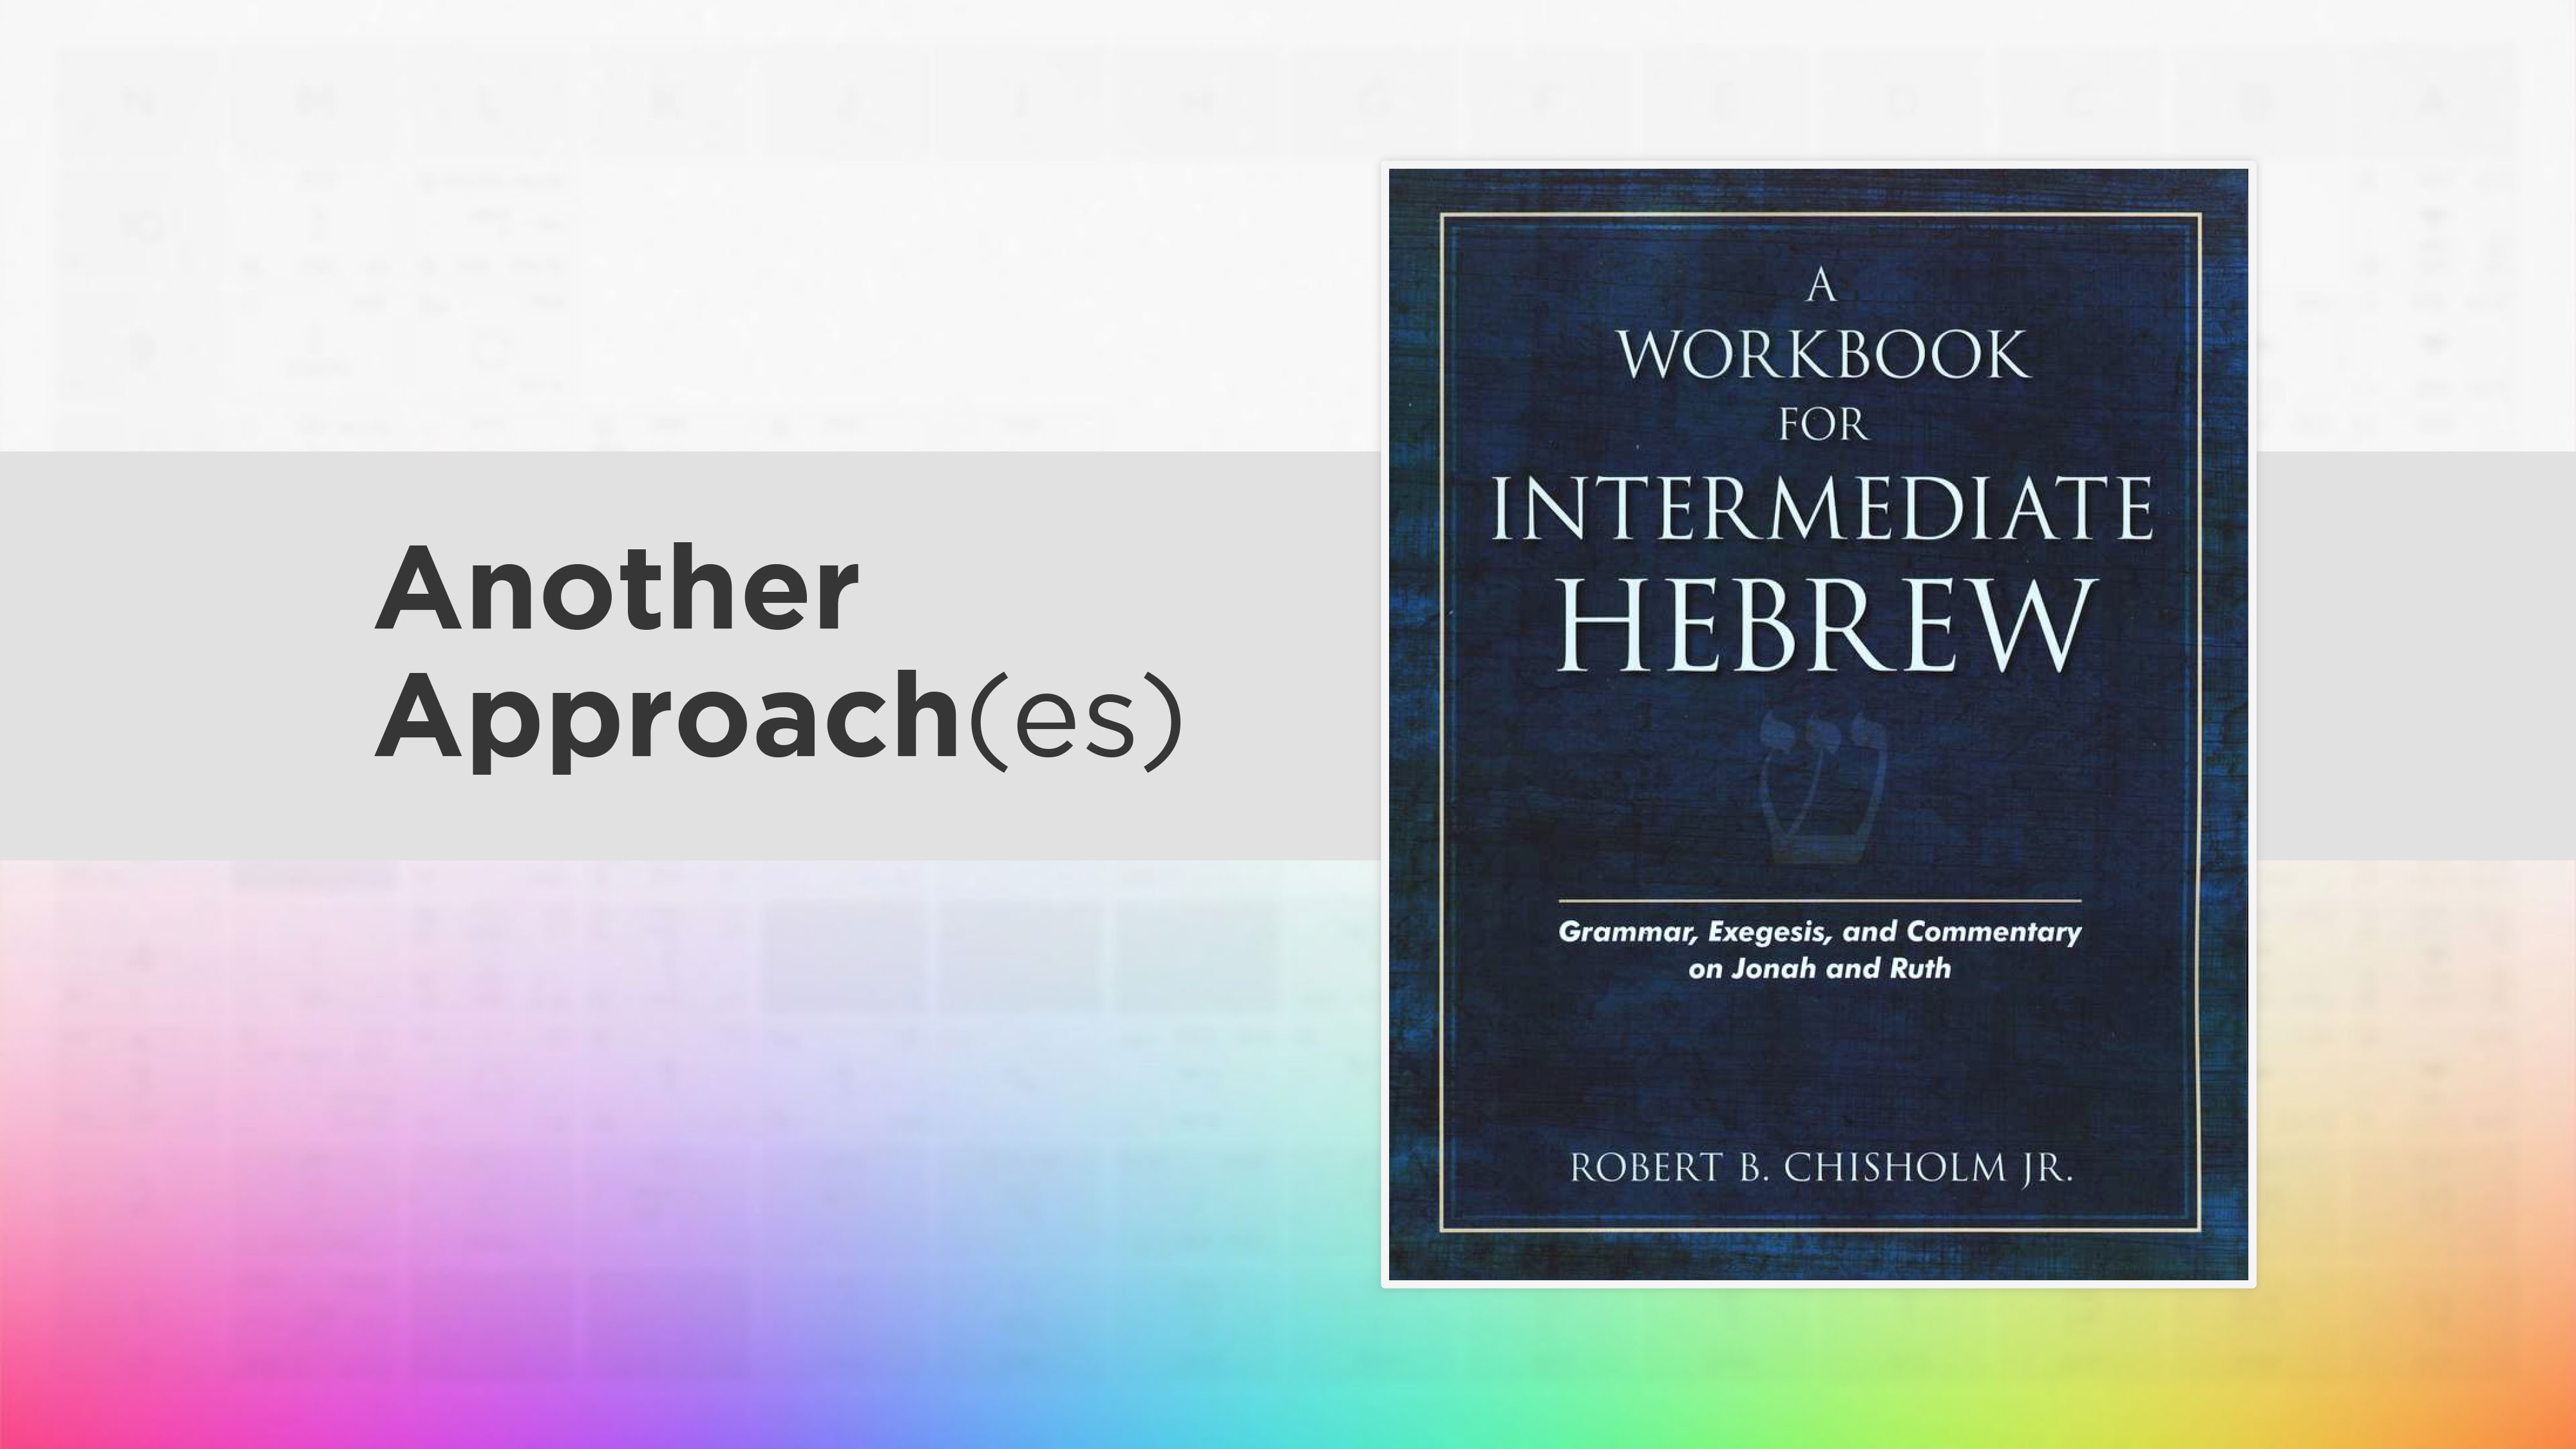 Another
Approach(es)
A
WORKBOOK
FOR
INTERMEDIATE
HEBREW
ש
Grammar, Exegesis, and Commentary
on Jonah and Ruth
ROBERT B. CHISHOLM JR.